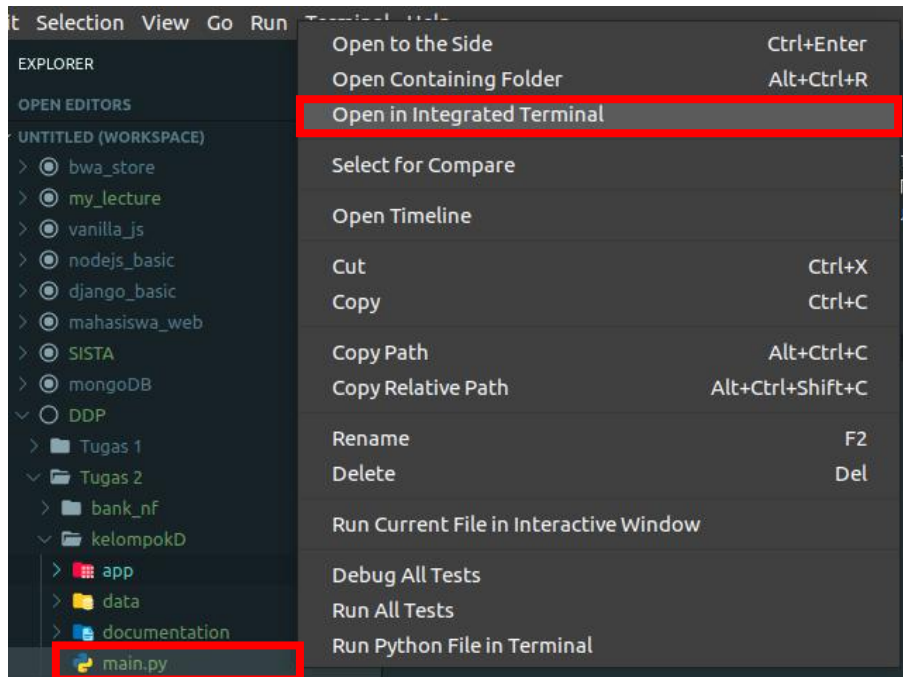 it Selection View Go Run Terminal Help
EXPLORER
OPEN EDITORS
UNTITLED (WORKSPACE)
bwa_store
my_lecture
vanilla_js
nodejs_basic
django_basic
mahasiswa_web
SISTA
mongoDB
DDP
Tugas 1
Tugas 2
bank_nf
kelompokD
app
data
documentation
main.py
Open to the Side Ctrl+Enter
Open Containing Folder Alt+Ctrl+R
Open in Integrated Terminal
Select for Compare
Open Timeline
Cut Ctrl+X
Copy Ctrl+C
Copy Path Alt+Ctrl+C
Copy Relative Path Alt+Ctrl+Shift+C
Rename F2
Delete Del
Run Current File in Interactive Window
Debug All Tests
Run All Tests
Run Python File in Terminal